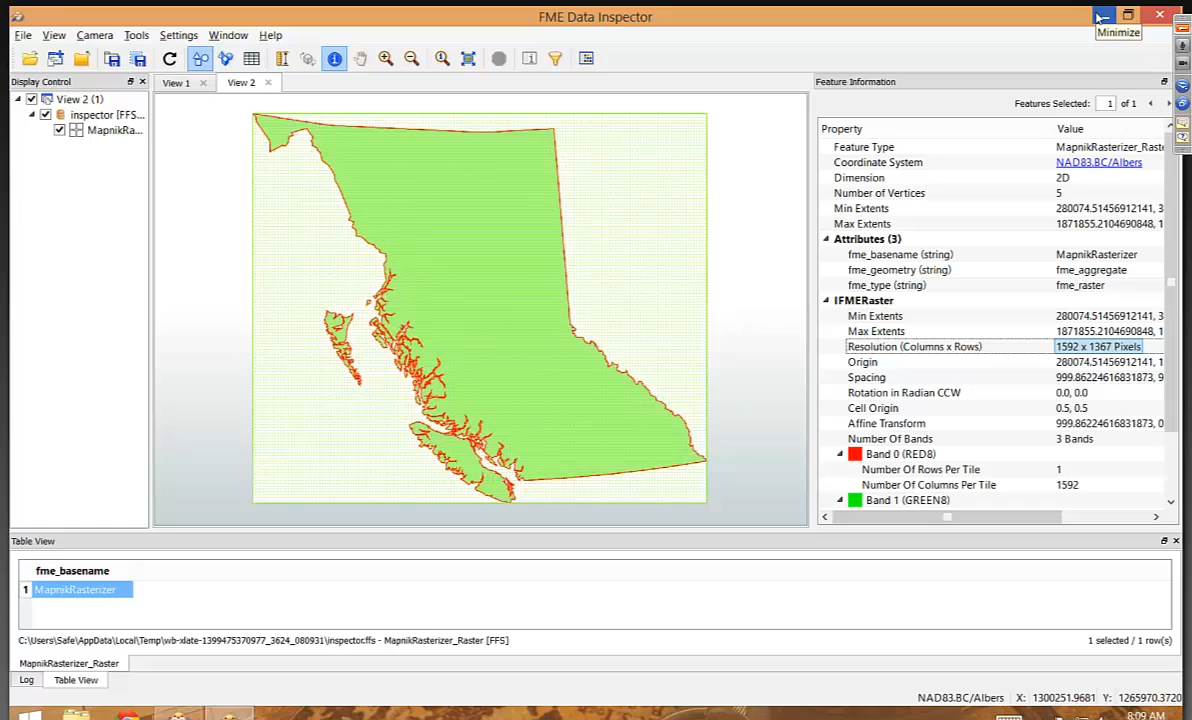 FME Data Inspector
File View Camera Tools Settings Window Help
Minimize
Display Control
View 1
View 2
Feature Information
View 2 (1)
inspector [FFS...
MapnikRa...
Features Selected: 1 of 1
Property Value
Feature Type MapnikRasterizer_Raste
Coordinate System NAD83.BC/Albers
Dimension 2D
Number of Vertices 5
Min Extents 280074.51456912141, 3
Max Extents 1871855.2104690848, 1
Attributes (3)
fme_basename (string) MapnikRasterizer
fme_geometry (string) fme_aggregate
fme_type (string) fme_raster
IFMERaster
Min Extents 280074.51456912141, 3
Max Extents 1871855.2104690848, 1
Resolution (Columns x Rows) 1592 x 1367 Pixels
Origin 280074.51456912141, 3
Spacing 999.86224616831873, 9
Rotation in Radian CCW 0.0, 0.0
Cell Origin 0.5, 0.5
Affine Transform 999.86224616831873, 0
Number Of Bands 3 Bands
Band 0 (RED8)
Number Of Rows Per Tile 1
Number Of Columns Per Tile 1592
Band 1 (GREEN8)
Table View
fme_basename
1 MapnikRasterizer
C:\Users\Safe\AppData\Local\Temp\wb-xlate-1399475370977_3624_080931\inspector.ffs - MapnikRasterizer_Raster [FFS]
1 selected / 1 row(s)
MapnikRasterizer_Raster
Log Table View
NAD83.BC/Albers X: 1300251.9681 Y: 1265970.3720
8:09 AM